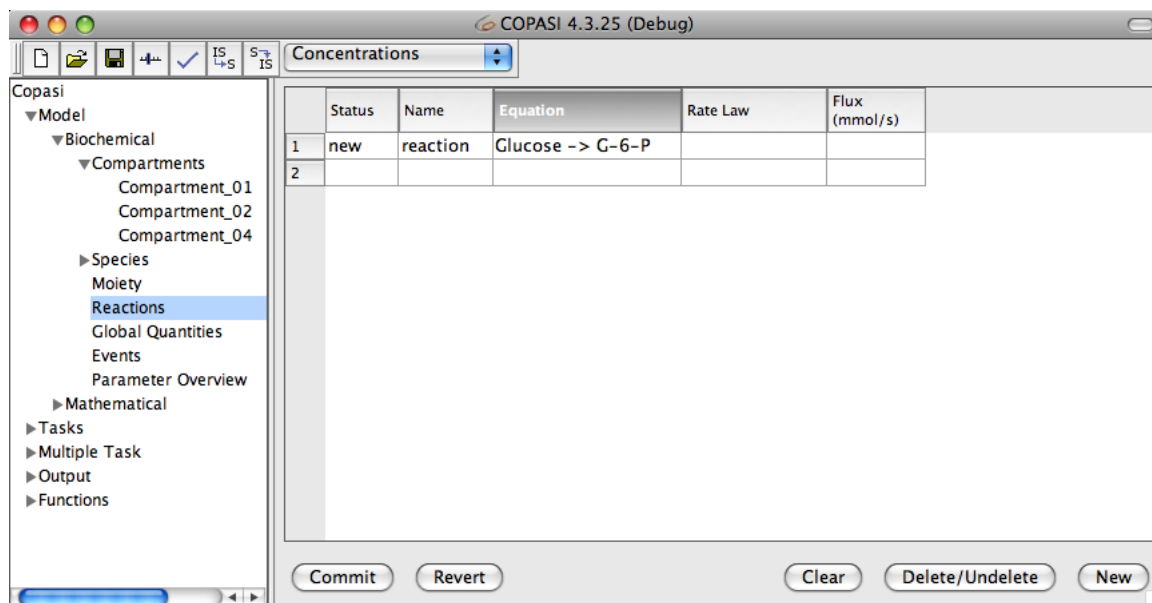 COPASI 4.3.25 (Debug)
IS S S IS Concentrations
Copasi
Model
Biochemical
Compartments
Compartment_01
Compartment_02
Compartment_04
Species
Moiety
Reactions
Global Quantities
Events
Parameter Overview
Mathematical
Tasks
Multiple Task
Output
Functions
Status Name Equation Rate Law Flux
(mmol/s)
1 new reaction Glucose -> G-6-P
2
Commit Revert Clear Delete/Undelete New